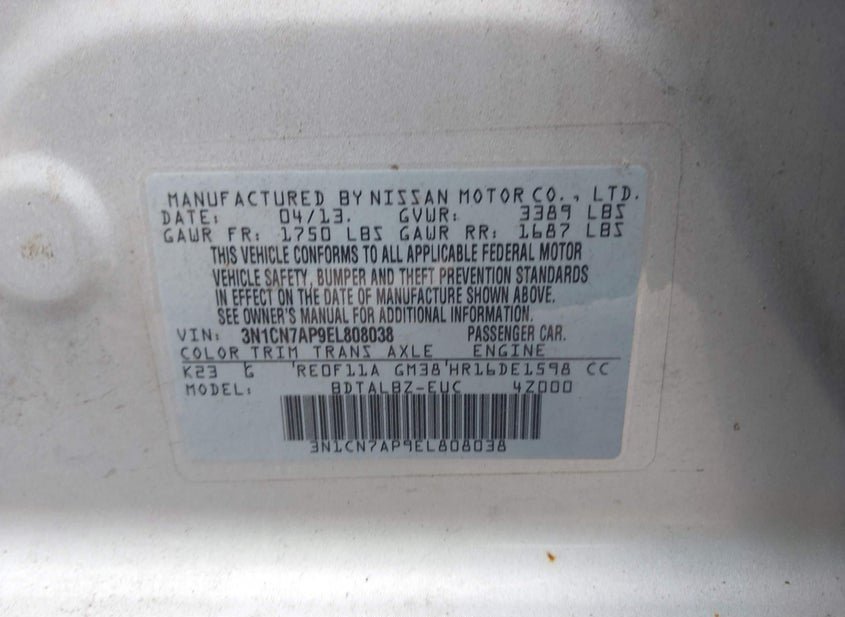 MANUFACTURED BY NISSAN MOTOR CO., LTD.
DATE: 04/13. GVWR: 3389 LBS
GAWR FR: 1750 LBS GAWR RR: 1687 LBS
THIS VEHICLE CONFORMS TO ALL APPLICABLE FEDERAL MOTOR
VEHICLE SAFETY, BUMPER AND THEFT PREVENTION STANDARDS
IN EFFECT ON THE DATE OF MANUFACTURE SHOWN ABOVE.
SEE OWNER'S MANUAL FOR ADDITIONAL INFORMATION.
VIN: 3N1CN7AP9EL808038 PASSENGER CAR.
COLOR TRIM TRANS AXLE ENGINE
K23 G RE0F11A GM38 HR16DE1598 CC
MODEL: BDTALBZ-EUC 4Z000
3N1CN7AP9EL808038